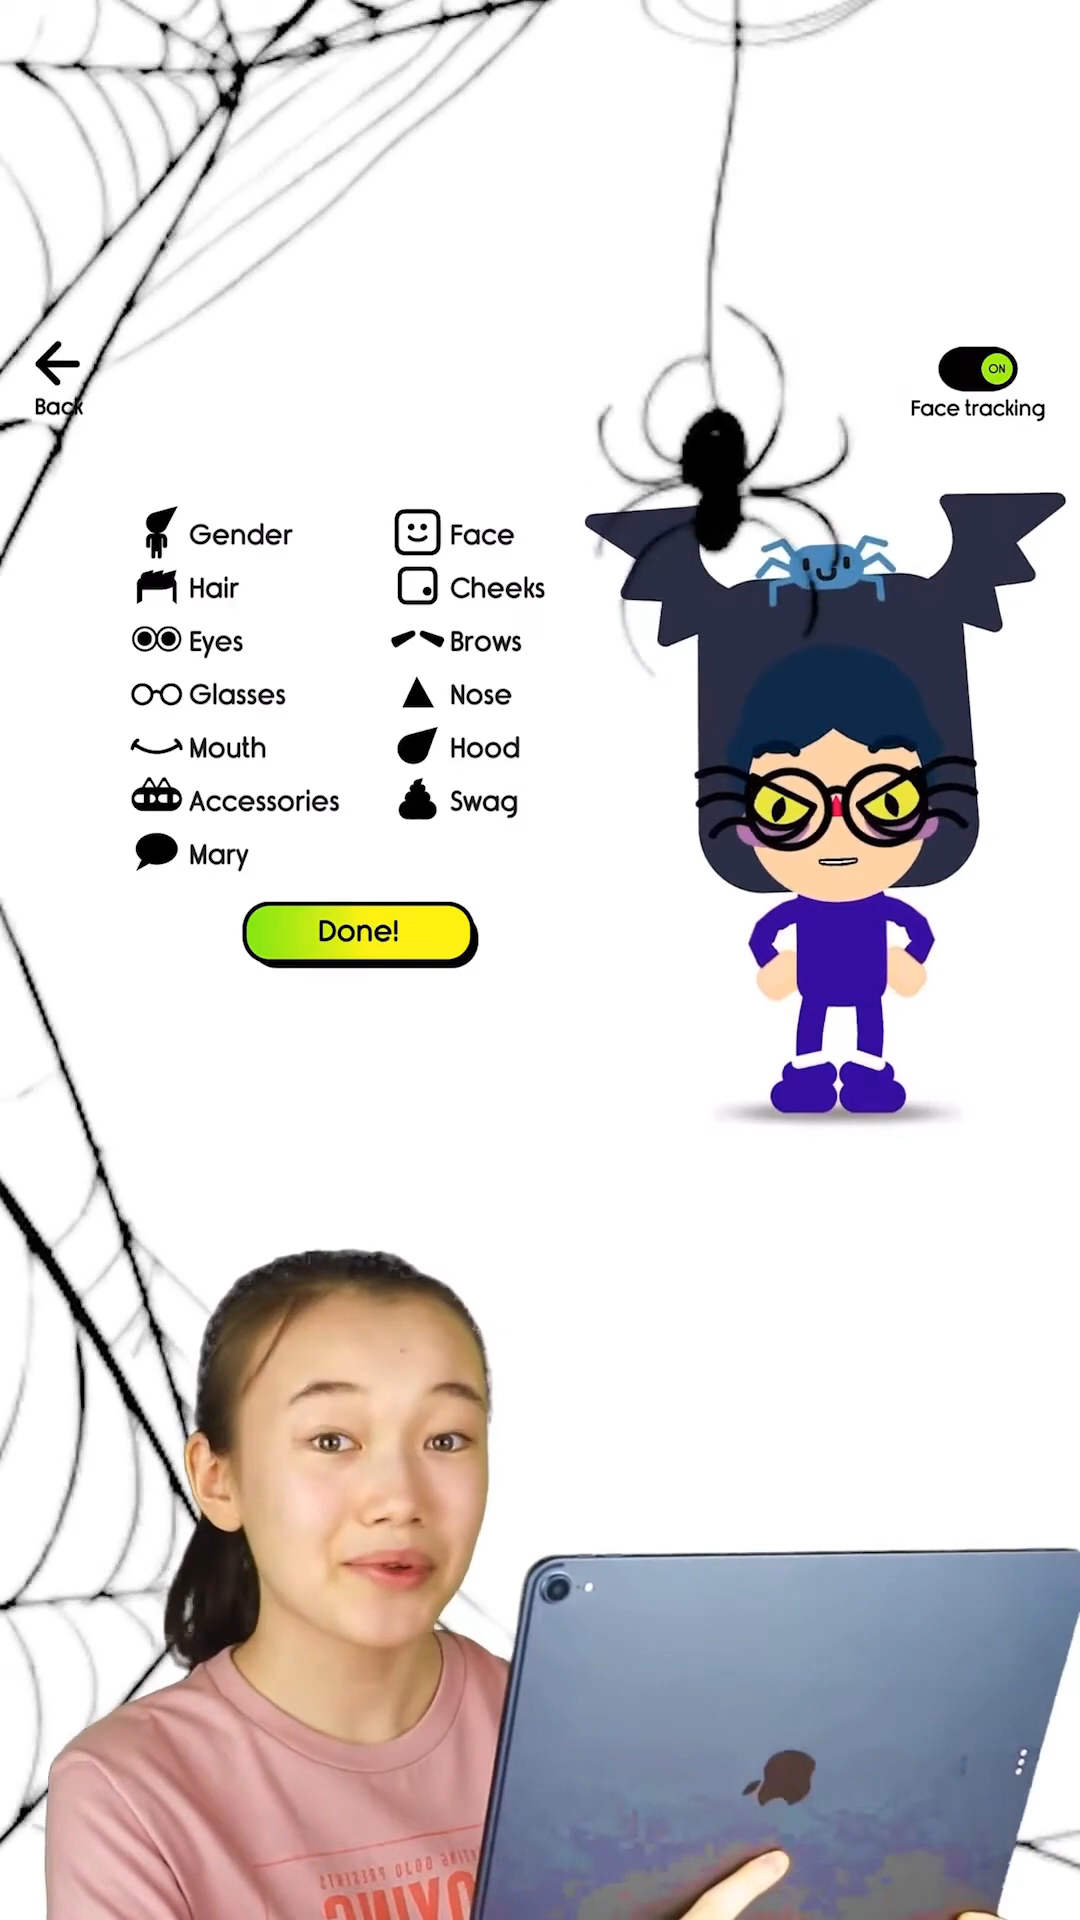 Back
ON
Face tracking
Gender
Face
Hair
Cheeks
Eyes
Brows
Glasses
Nose
Mouth
Hood
Accessories
Swag
Mary
Done!